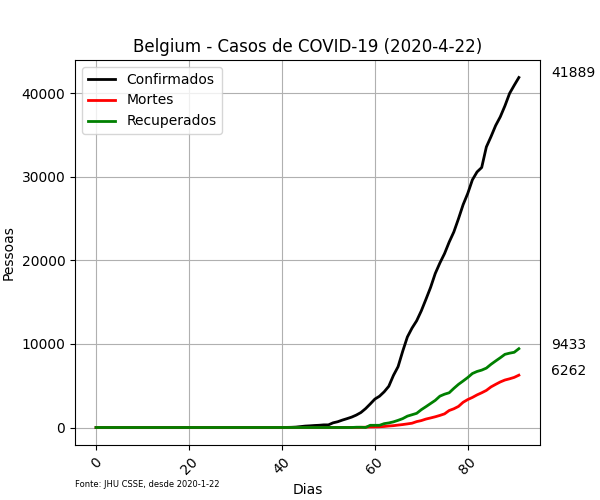 Belgium - Casos de COVID-19 (2020-4-22)
Confirmados
Mortes
Recuperados
Pessoas
40000
30000
20000
10000
0
41889
9433
6262
0
20
40
60
80
Dias
Fonte: JHU CSSE, desde 2020-1-22